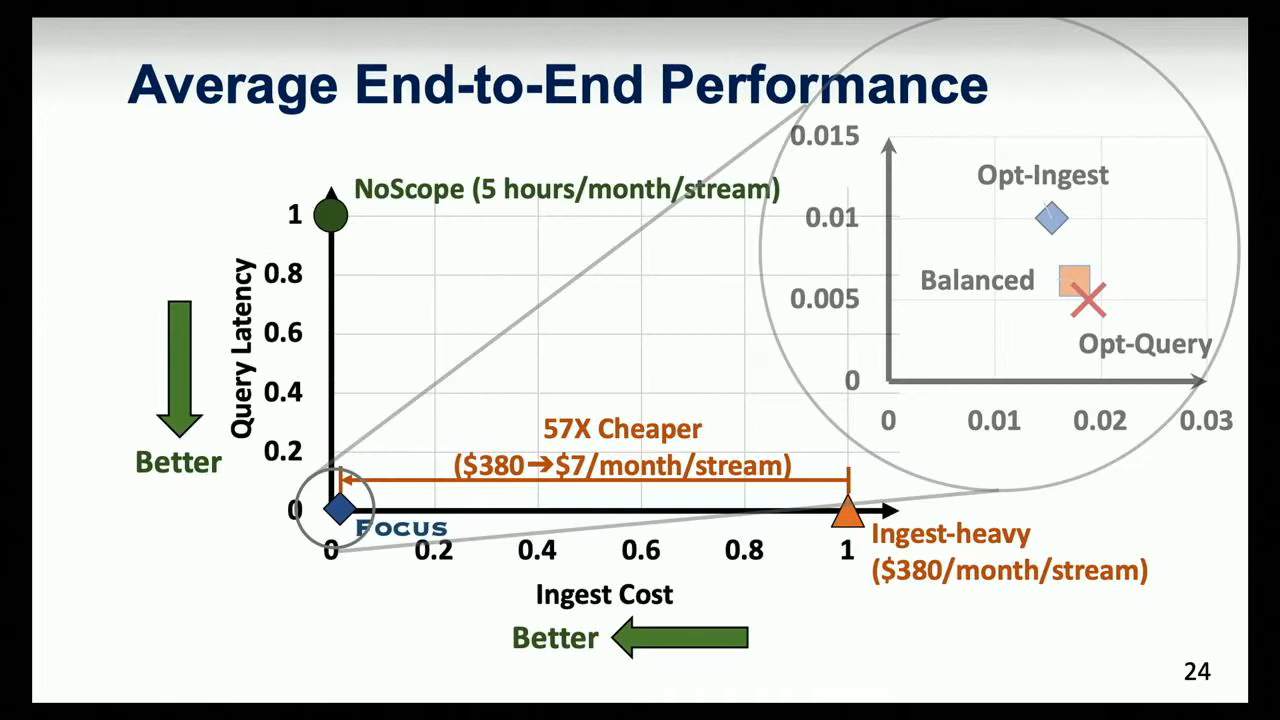 Average End-to-End Performance
NoScope (5 hours/month/stream)
Query Latency
1
0.8
0.6
0.4
0.2
0
Better
57X Cheaper
($380→$7/month/stream)
FOCUS
0
0.2
0.4
0.6
0.8
1
Ingest Cost
Better
Ingest-heavy
($380/month/stream)
0.015
0.01
0.005
0
Opt-Ingest
Balanced
Opt-Query
0
0.01
0.02
0.03
24